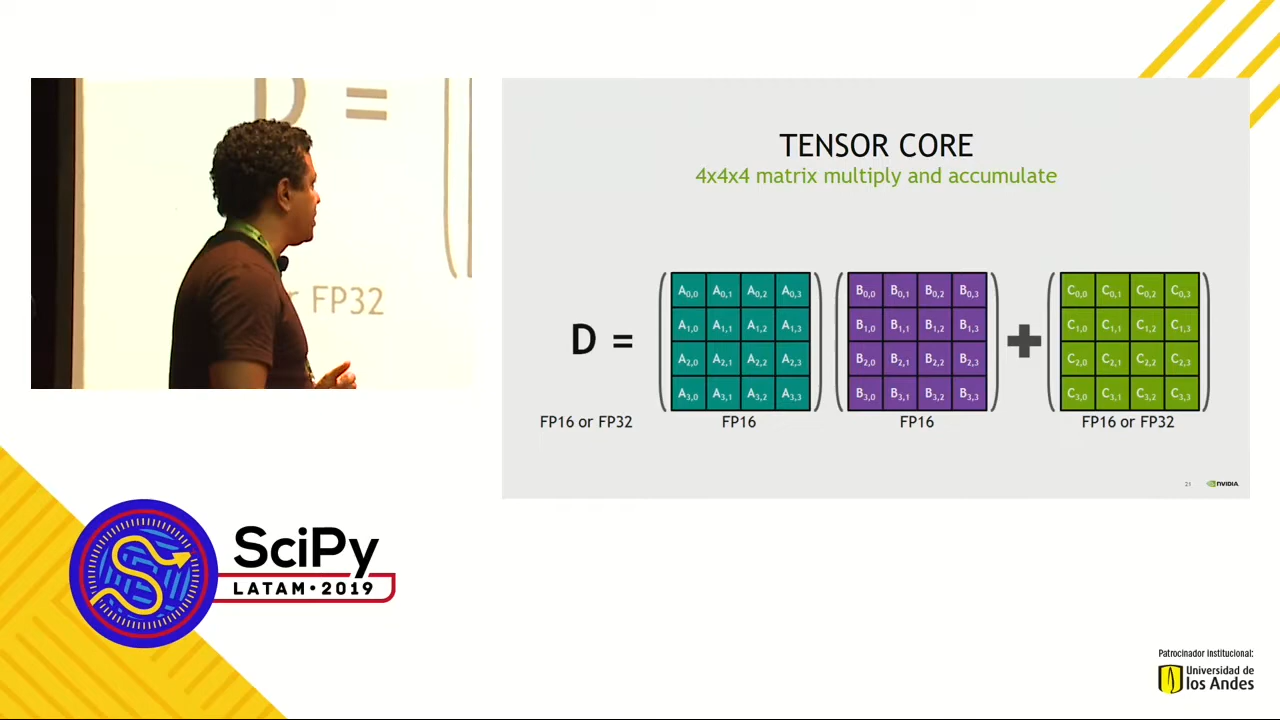 D =
r FP32
TENSOR CORE
4x4x4 matrix multiply and accumulate
D =
A0,0 A0,1 A0,2 A0,3
A1,0 A1,1 A1,2 A1,3
A2,0 A2,1 A2,2 A2,3
A3,0 A3,1 A3,2 A3,3
B0,0 B0,1 B0,2 B0,3
B1,0 B1,1 B1,2 B1,3
B2,0 B2,1 B2,2 B2,3
B3,0 B3,1 B3,2 B3,3
+
C0,0 C0,1 C0,2 C0,3
C1,0 C1,1 C1,2 C1,3
C2,0 C2,1 C2,2 C2,3
C3,0 C3,1 C3,2 C3,3
FP16 or FP32
FP16
FP16
FP16 or FP32
21 NVIDIA
SciPy
LATAM•2019
Patrocinador institucional:
Universidad de
los Andes